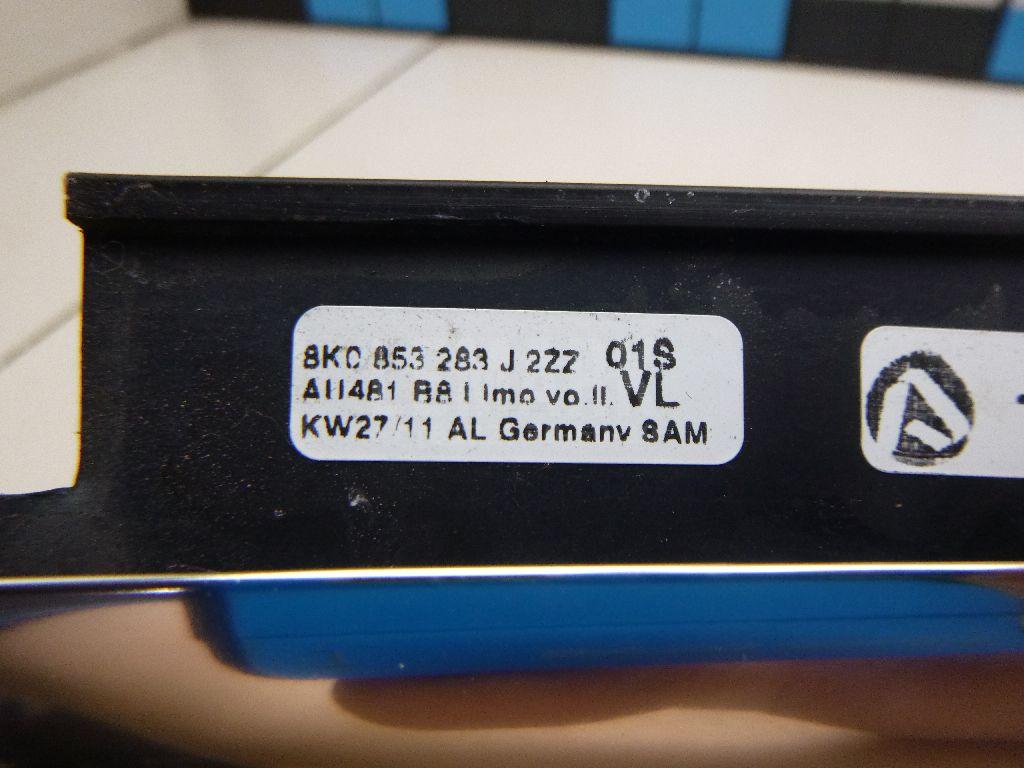 8K0 853 283 J 2ZZ 01S
AU481 B8 Limo vo.li. VL
KW27/11 AL Germany SAM